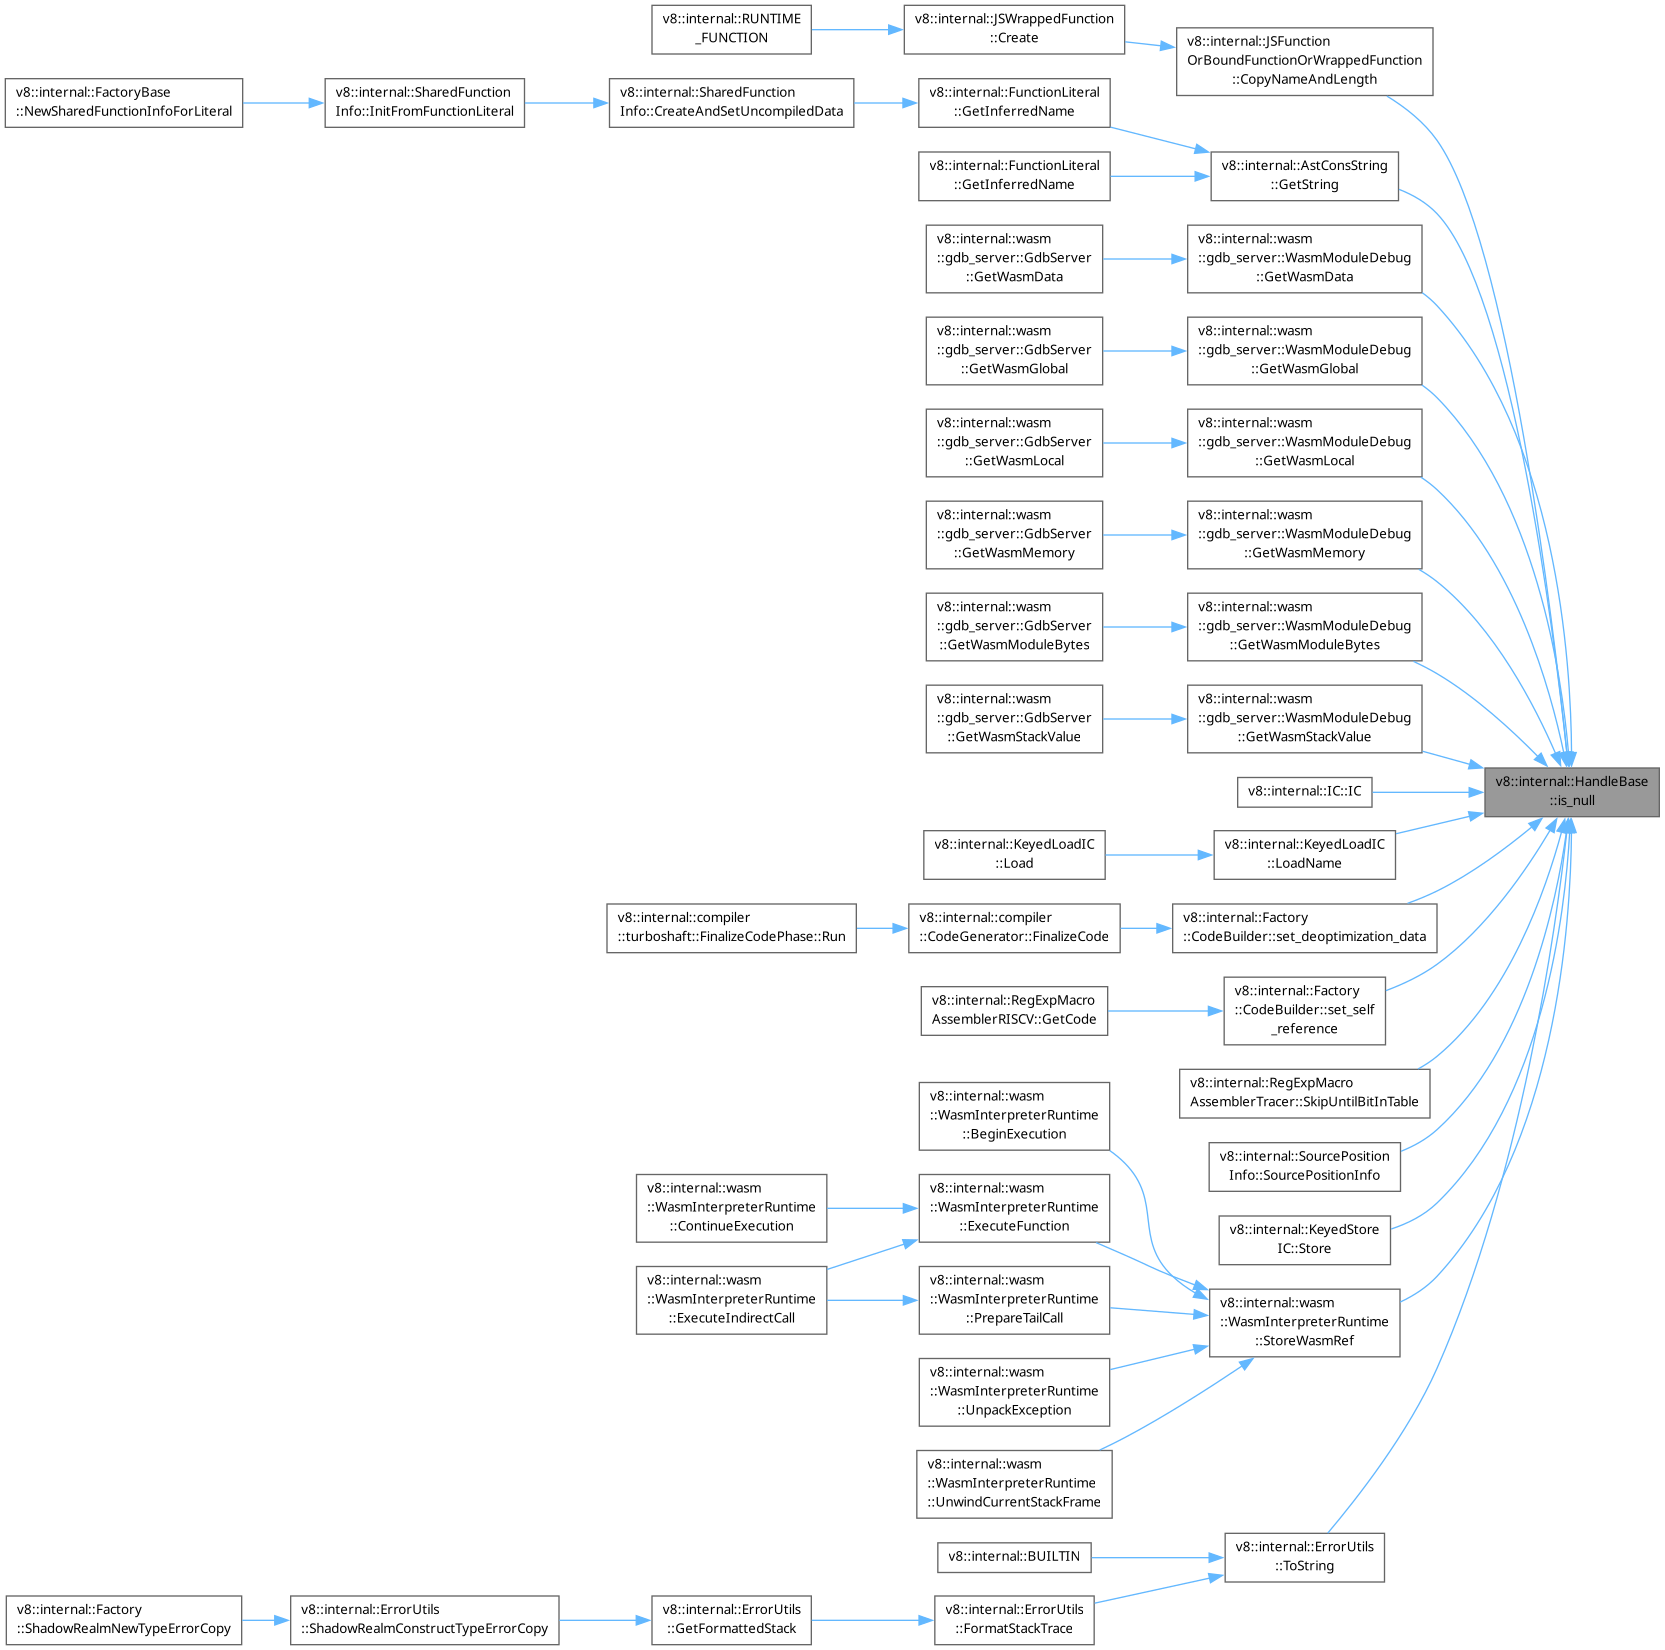 v8::internal::RUNTIME
_FUNCTION
v8::internal::JSWrappedFunction
::Create
v8::internal::JSFunction
OrBoundFunctionOrWrappedFunction
::CopyNameAndLength
v8::internal::FactoryBase
::NewSharedFunctionInfoForLiteral
v8::internal::SharedFunction
Info::InitFromFunctionLiteral
v8::internal::SharedFunction
Info::CreateAndSetUncompiledData
v8::internal::FunctionLiteral
::GetInferredName
v8::internal::FunctionLiteral
::GetInferredName
v8::internal::AstConsString
::GetString
v8::internal::wasm
::gdb_server::GdbServer
::GetWasmData
v8::internal::wasm
::gdb_server::WasmModuleDebug
::GetWasmData
v8::internal::wasm
::gdb_server::GdbServer
::GetWasmGlobal
v8::internal::wasm
::gdb_server::WasmModuleDebug
::GetWasmGlobal
v8::internal::wasm
::gdb_server::GdbServer
::GetWasmLocal
v8::internal::wasm
::gdb_server::WasmModuleDebug
::GetWasmLocal
v8::internal::wasm
::gdb_server::GdbServer
::GetWasmMemory
v8::internal::wasm
::gdb_server::WasmModuleDebug
::GetWasmMemory
v8::internal::wasm
::gdb_server::GdbServer
::GetWasmModuleBytes
v8::internal::wasm
::gdb_server::WasmModuleDebug
::GetWasmModuleBytes
v8::internal::wasm
::gdb_server::GdbServer
::GetWasmStackValue
v8::internal::wasm
::gdb_server::WasmModuleDebug
::GetWasmStackValue
v8::internal::HandleBase
::is_null
v8::internal::IC::IC
v8::internal::KeyedLoadIC
::Load
v8::internal::KeyedLoadIC
::LoadName
v8::internal::compiler
::turboshaft::FinalizeCodePhase::Run
v8::internal::compiler
::CodeGenerator::FinalizeCode
v8::internal::Factory
::CodeBuilder::set_deoptimization_data
v8::internal::RegExpMacro
AssemblerRISCV::GetCode
v8::internal::Factory
::CodeBuilder::set_self
_reference
v8::internal::RegExpMacro
AssemblerTracer::SkipUntilBitInTable
v8::internal::wasm
::WasmInterpreterRuntime
::BeginExecution
v8::internal::SourcePosition
Info::SourcePositionInfo
v8::internal::wasm
::WasmInterpreterRuntime
::ContinueExecution
v8::internal::wasm
::WasmInterpreterRuntime
::ExecuteFunction
v8::internal::KeyedStore
IC::Store
v8::internal::wasm
::WasmInterpreterRuntime
::ExecuteIndirectCall
v8::internal::wasm
::WasmInterpreterRuntime
::PrepareTailCall
v8::internal::wasm
::WasmInterpreterRuntime
::StoreWasmRef
v8::internal::wasm
::WasmInterpreterRuntime
::UnpackException
v8::internal::wasm
::WasmInterpreterRuntime
::UnwindCurrentStackFrame
v8::internal::BUILTIN
v8::internal::ErrorUtils
::ToString
v8::internal::Factory
::ShadowRealmNewTypeErrorCopy
v8::internal::ErrorUtils
::ShadowRealmConstructTypeErrorCopy
v8::internal::ErrorUtils
::GetFormattedStack
v8::internal::ErrorUtils
::FormatStackTrace